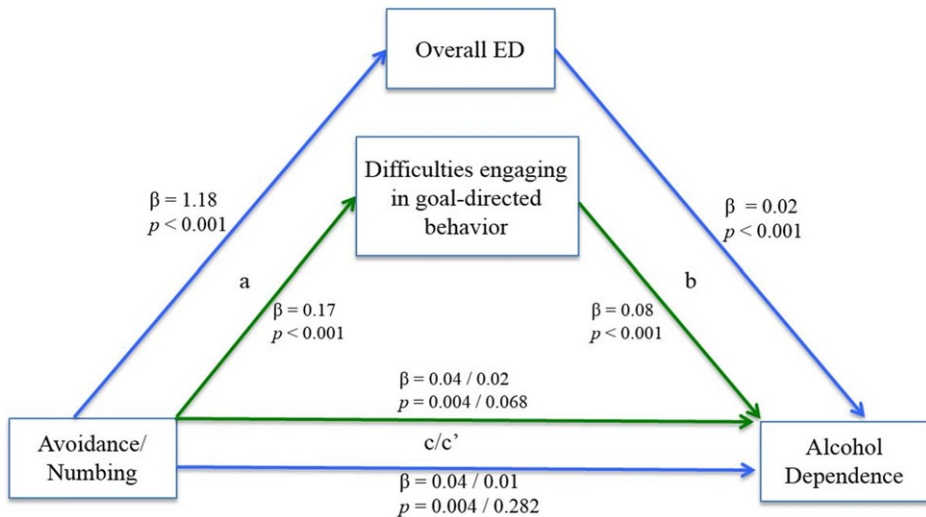 Overall ED
Difficulties engaging
in goal-directed
behavior
β = 1.18
p < 0.001
β = 0.02
p < 0.001
a
b
β = 0.17
p < 0.001
β = 0.08
p < 0.001
β = 0.04 / 0.02
p = 0.004 / 0.068
Avoidance/
Numbing
c/c’
Alcohol
Dependence
β = 0.04 / 0.01
p = 0.004 / 0.282